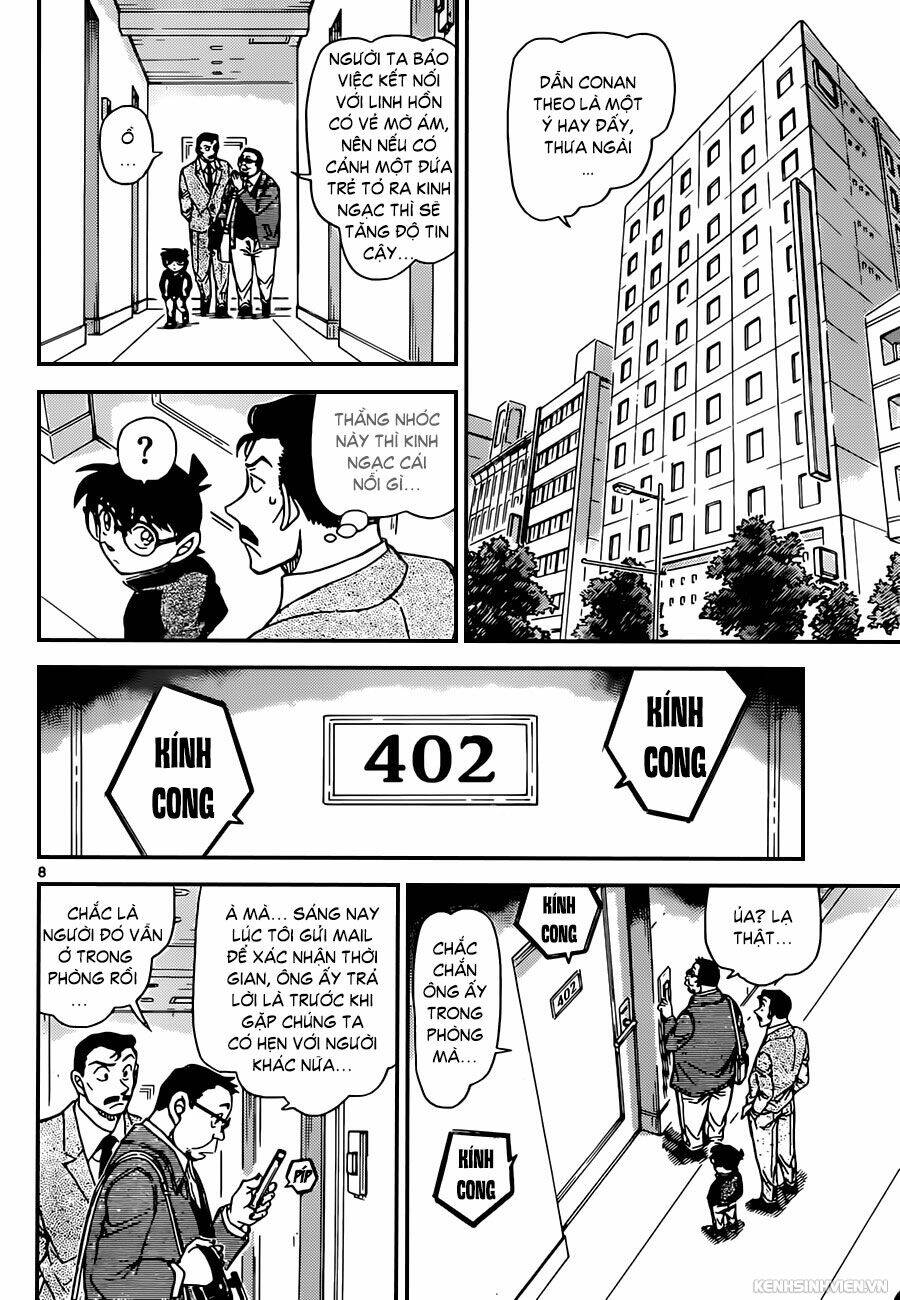 DẪN CONAN
THEO LÀ MỘT
Ý HAY ĐẤY,
THƯA NGÀI
...
NGƯỜI TA BẢO
VIỆC KẾT NỐI
VỚI LINH HỒN
CÓ VẺ MỜ ÁM,
NÊN NẾU CÓ
CẢNH MỘT ĐỨA
TRẺ TỎ RA KINH
NGẠC THÌ SẼ
TĂNG ĐỘ TIN
CẬY...
Ồ
...
THẰNG NHÓC
NÀY THÌ KINH
NGẠC CÁI
NỖI GÌ...
?
KÍNH
CONG
402
KÍNH
CONG
8
ỦA? LẠ
THẬT...
KÍNH
CONG
402
CHẮC
CHẮN
ÔNG ẤY
TRONG
PHÒNG
MÀ...
KÍNH
CONG
À MÀ... SÁNG NAY
LÚC TÔI GỬI MAIL
ĐỂ XÁC NHẬN THỜI
GIAN, ÔNG ẤY TRẢ
LỜI LÀ TRƯỚC KHI
GẶP CHÚNG TA
CÓ HẸN VỚI NGƯỜI
KHÁC NỮA...
PÍP
CHẮC LÀ
NGƯỜI ĐÓ VẪN
Ở TRONG
PHÒNG RỒI
...
KENHSINHVIEN.VN